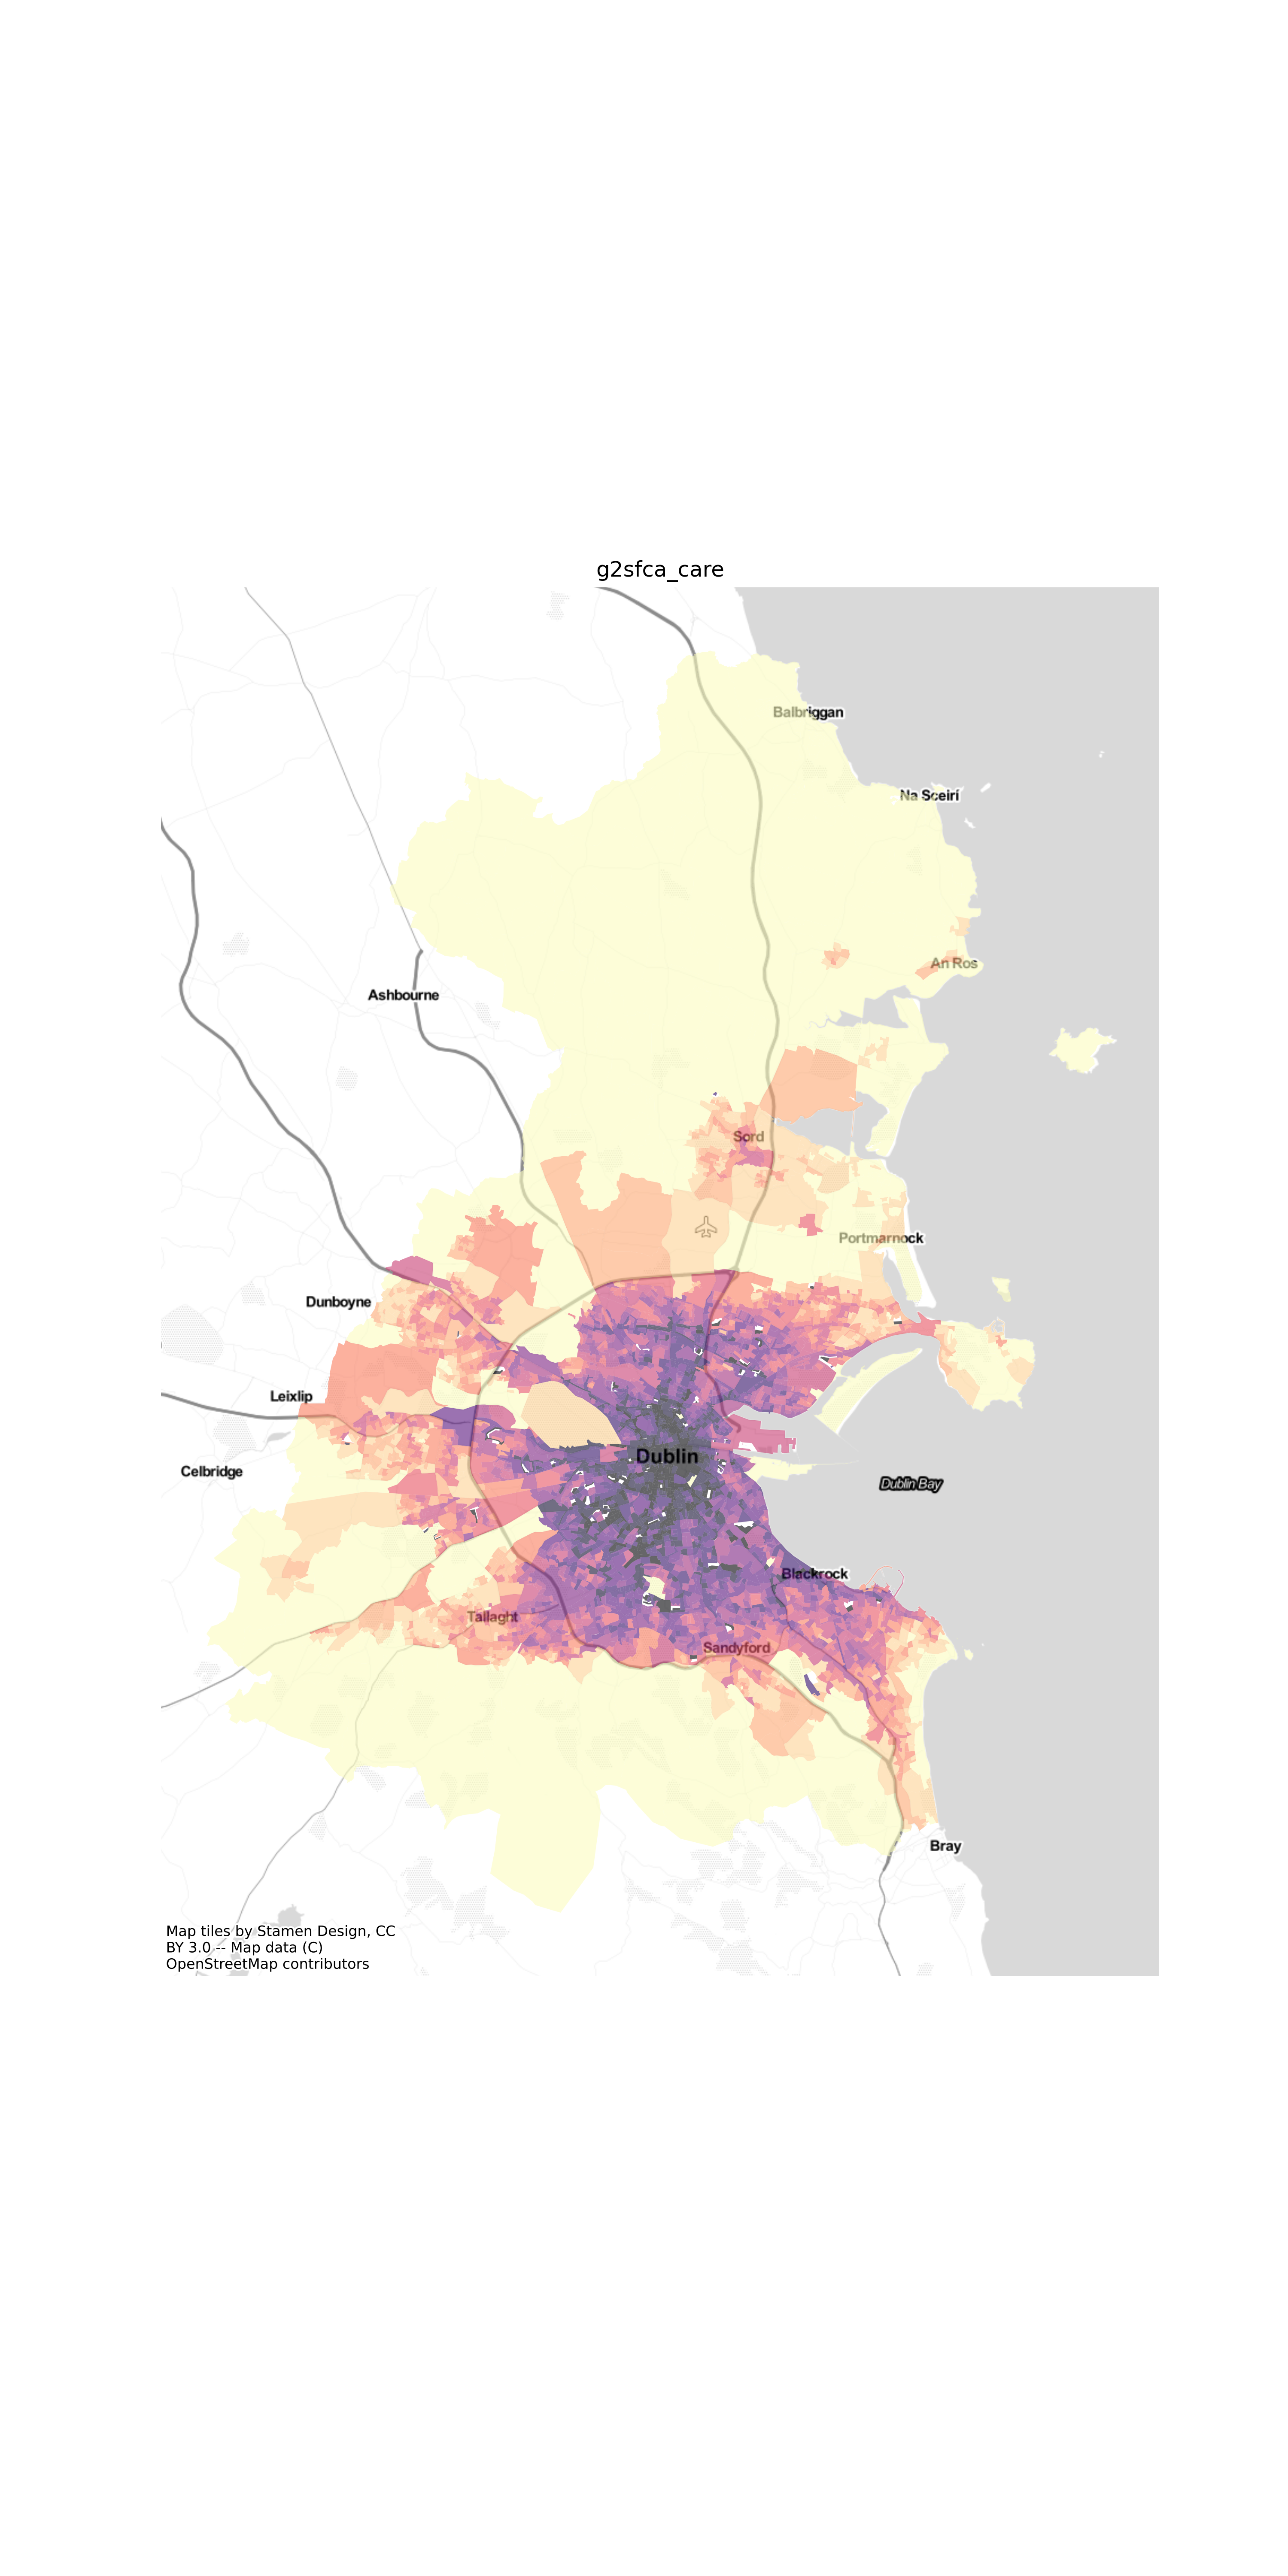 g2sfca_care
Balbriggan
Na Sceirí
An Ros
Ashbourne
Sord
Portmarnock
Dunboyne
Leixlip
Dublin
Celbridge
Dublin Bay
Blackrock
Tallaght
Sandyford
Bray
Map tiles by Stamen Design, CC
BY 3.0 -- Map data (C)
OpenStreetMap contributors